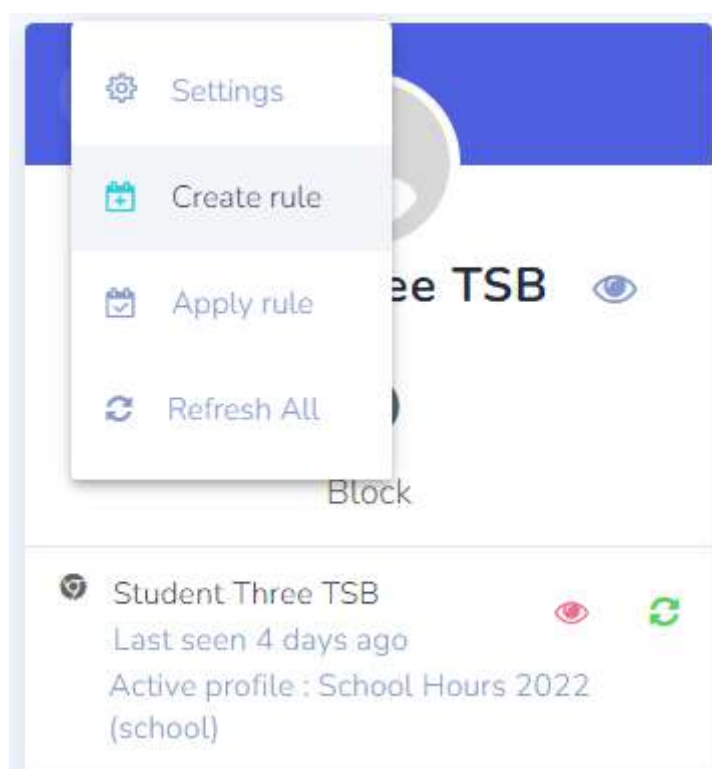 Settings
Create rule
Apply rule
Refresh All
ee TSB
Block
Student Three TSB
Last seen 4 days ago
Active profile : School Hours 2022
(school)